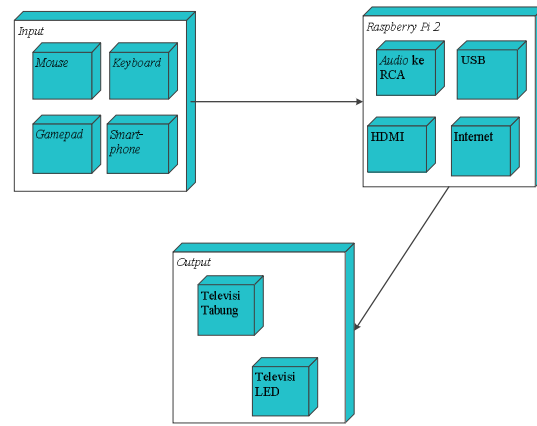 Input
Mouse
Keyboard
Gamepad
Smart-
phone
Raspberry Pi 2
Audio ke
RCA
USB
HDMI
Internet
Output
Televisi
Tabung
Televisi
LED